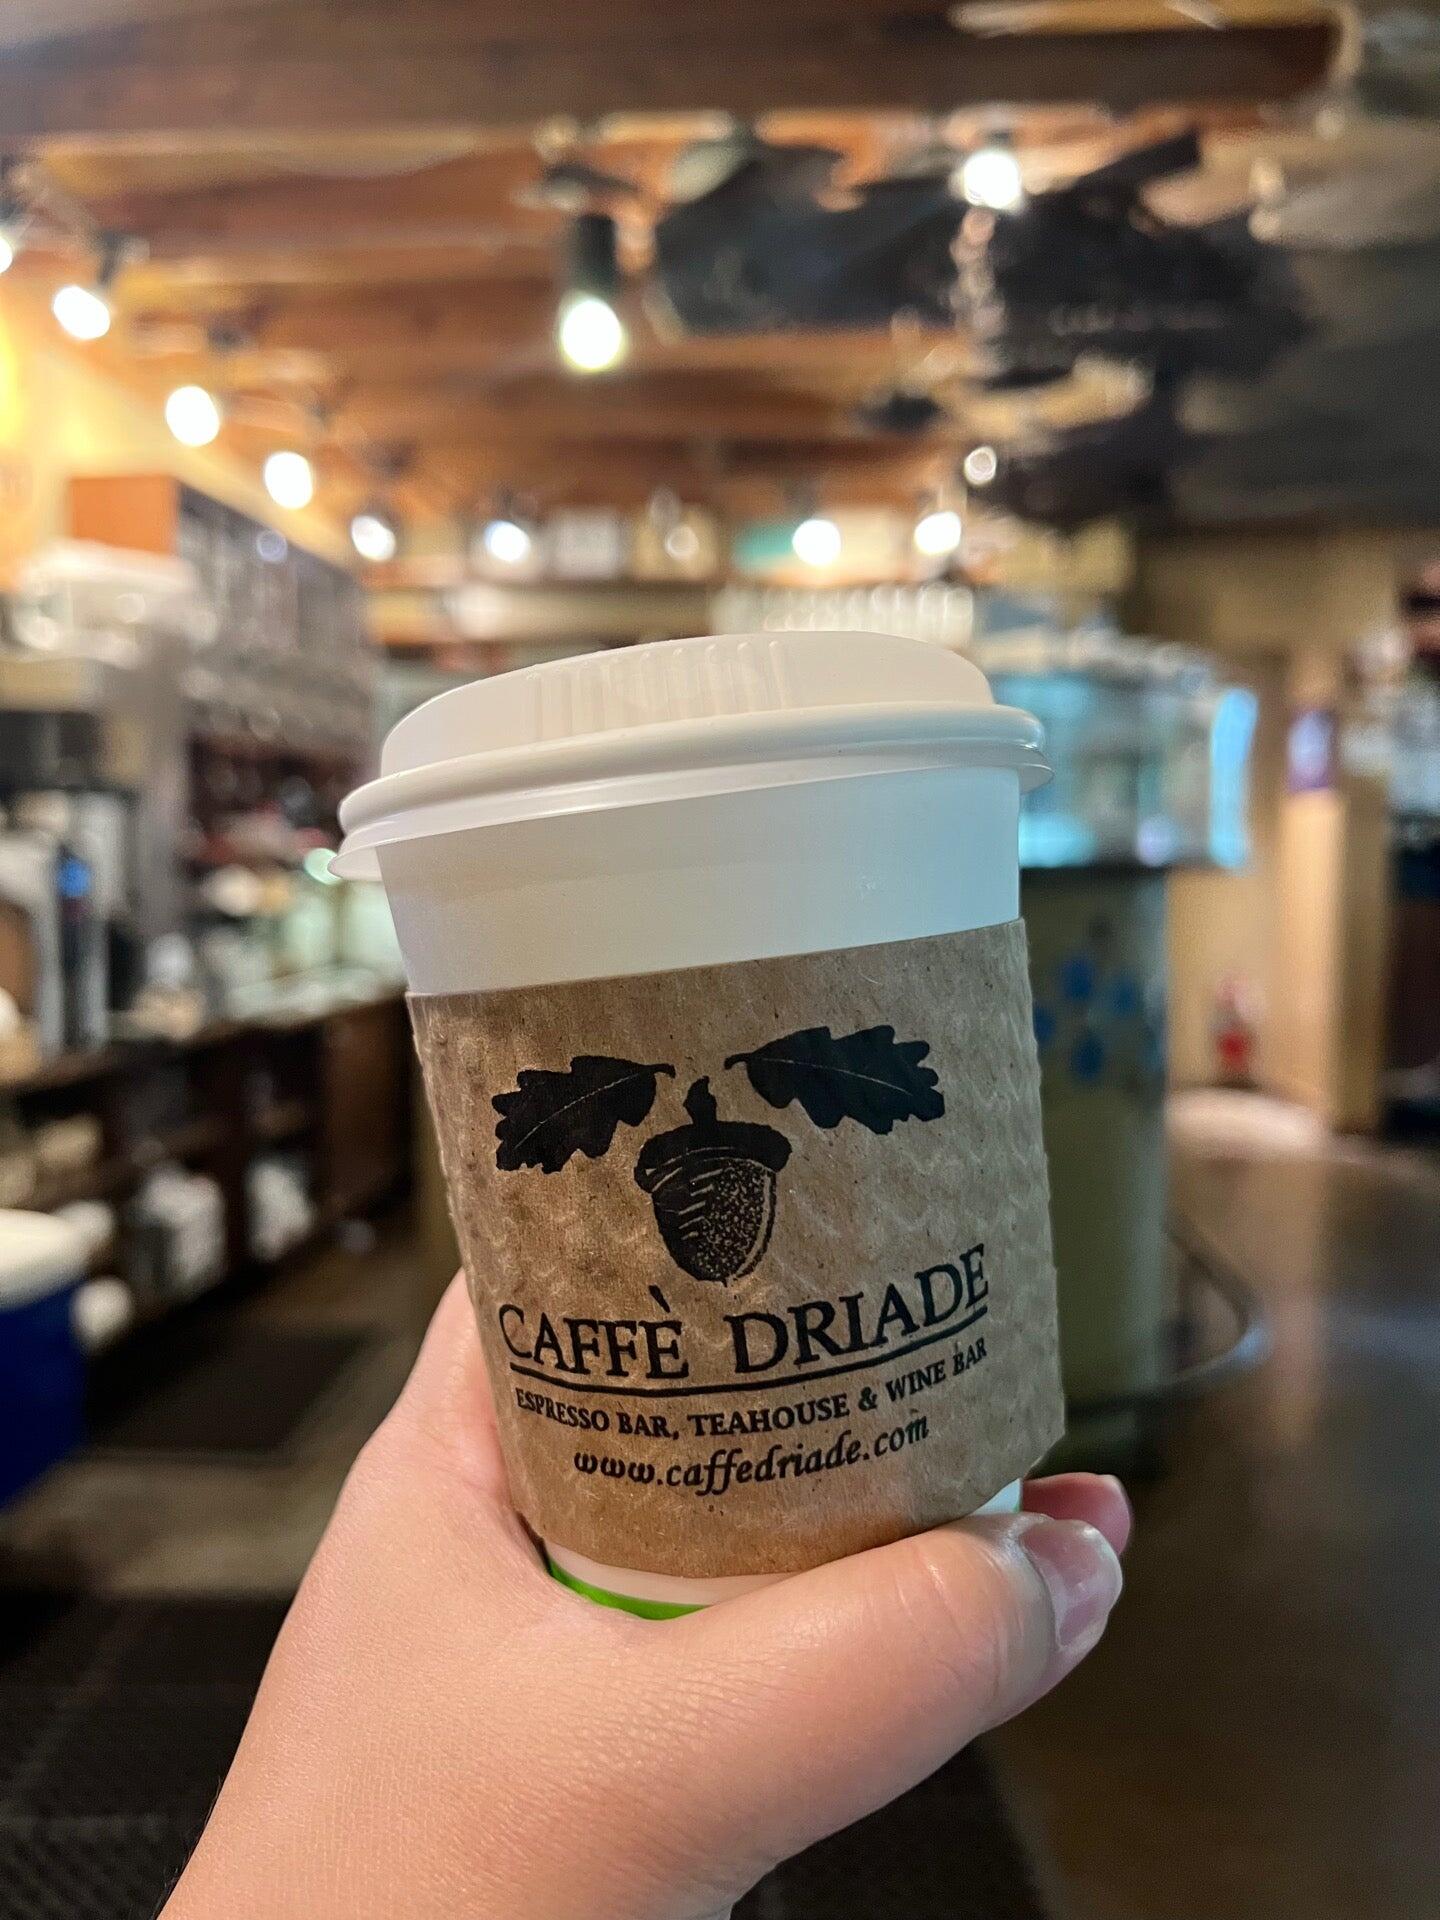 CAFFÈ DRIADE
ESPRESSO BAR, TEAHOUSE & WINE BAR
www.caffedriade.com